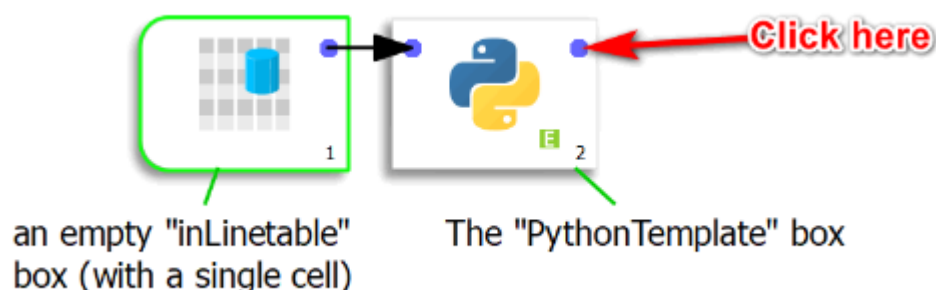 Click here
E
1
2
an empty "inLinetable"
box (with a single cell)
The "PythonTemplate" box